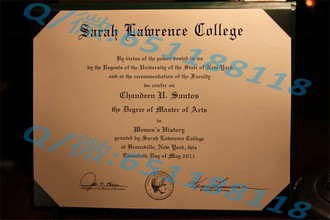 Sarah Lawrence College
By virtue of the power vested in us
by the Regents of the University of the State of New York
and at the recommendation of the Faculty
we confer on
Chandeen N. Santos
the Degree of Master of Arts
in
Women's History
granted by Sarah Lawrence College
at Bronxville, New York, this
Twentieth Day of May 2011
Q/微:651188118
Q/微:651188118